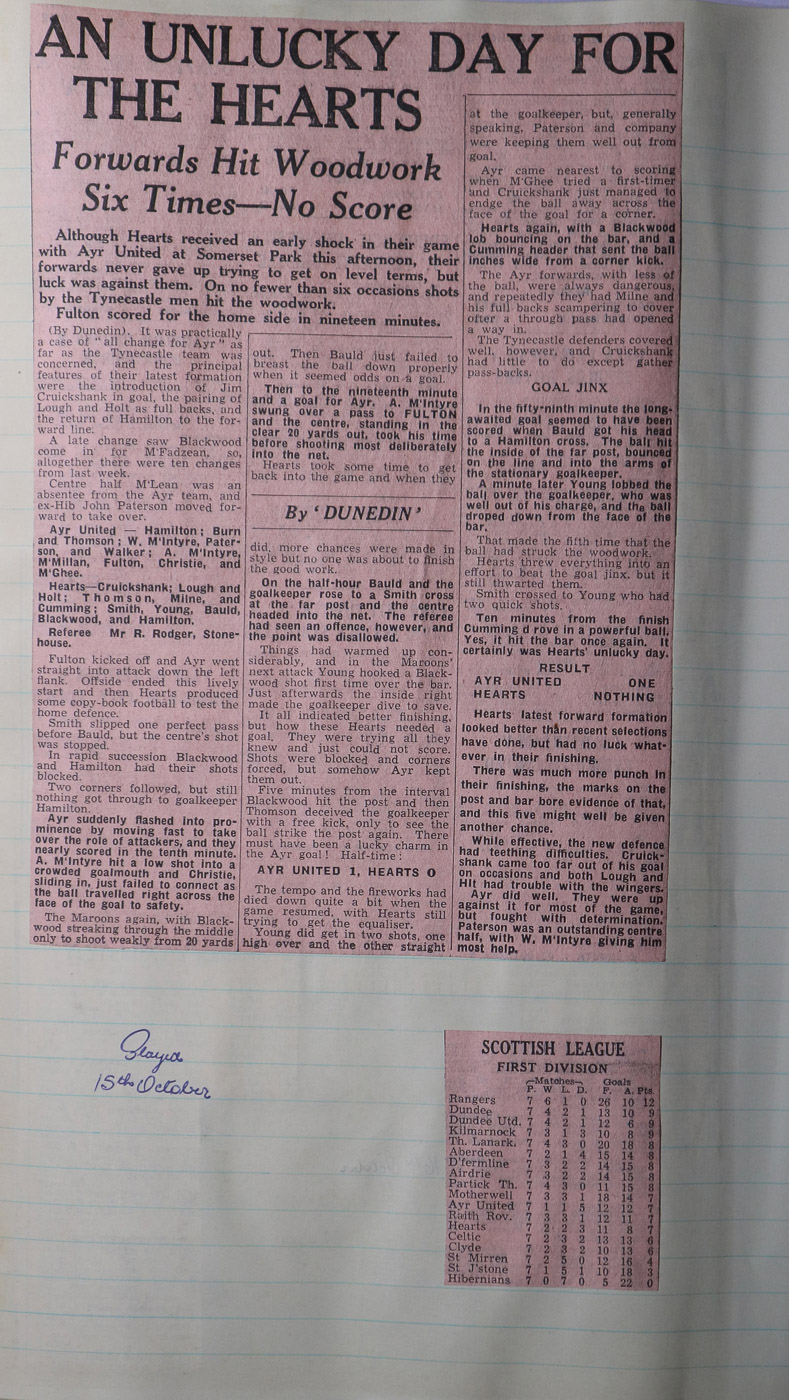 AN UNLUCKY DAY FOR
THE HEARTS
Forwards Hit Woodwork
Six Times—No Score
Although Hearts received an early shock in their game
with Ayr United at Somerset Park this afternoon, their
forwards never gave up trying to get on level terms, but
luck was against them. On no fewer than six occasions shots
by the Tynecastle men hit the woodwork.
Fulton scored for the home side in nineteen minutes.
(By Dunedin). It was practically
a case of "all change for Ayr" as
far as the Tynecastle team was
concerned, and the principal
features of their latest formation
were the introduction of Jim
Cruickshank in goal, the pairing of
Lough and Holt as full backs, and
the return of Hamilton to the for-
ward line.
A late change saw Blackwood
come in for M'Fadzean, so,
altogether there were ten changes
from last week.
Centre half M'Lean was an
absentee from the Ayr team, and
ex-Hib John Paterson moved for-
ward to take over.
Ayr United — Hamilton; Burn
and Thomson; W. M'Intyre, Pater-
son, and Walker; A. M'Intyre,
M'Millan, Fulton, Christie, and
M'Ghee.
Hearts—Cruickshank; Lough and
Holt; Thomson, Milne, and
Cumming; Smith, Young, Bauld,
Blackwood, and Hamilton.
Referee Mr R. Rodger, Stone-
house.
Fulton kicked off and Ayr went
straight into attack down the left
flank. Offside ended this lively
start and then Hearts produced
some copy-book football to test the
home defence.
Smith slipped one perfect pass
before Bauld, but the centre's shot
was stopped.
In rapid succession Blackwood
and Hamilton had their shots
blocked.
Two corners followed, but still
nothing got through to goalkeeper
Hamilton.
Ayr suddenly flashed into pro-
minence by moving fast to take
over the role of attackers, and they
nearly scored in the tenth minute.
A. M'Intyre hit a low shot into a
crowded goalmouth and Christie,
sliding in, just failed to connect as
the ball travelled right across the
face of the goal to safety.
The Maroons again, with Black-
wood streaking through the middle
only to shoot weakly from 20 yards
out. Then Bauld just failed to
breast the ball down properly
when it seemed odds on a goal.
Then to the nineteenth minute
and a goal for Ayr. A. M'Intyre
swung over a pass to FULTON
and the centre, standing in the
clear 20 yards out, took his time
before shooting most deliberately
into the net.
Hearts took some time to get
back into the game and when they
By 'DUNEDIN'
did, more chances were made in
style but no one was about to finish
the good work.
On the half-hour Bauld and the
goalkeeper rose to a Smith cross
at the far post and the centre
headed into the net. The referee
had seen an offence, however, and
the point was disallowed.
Things had warmed up con-
siderably, and in the Maroons'
next attack Young hooked a Black-
wood shot first time over the bar.
Just afterwards the inside right
made the goalkeeper dive to save.
It all indicated better finishing,
but how these Hearts needed a
goal. They were trying all they
knew and just could not score.
Shots were blocked and corners
forced, but somehow Ayr kept
them out.
Five minutes from the interval
Blackwood hit the post and then
Thomson deceived the goalkeeper
with a free kick, only to see the
ball strike the post again. There
must have been a lucky charm in
the Ayr goal! Half-time:
AYR UNITED 1, HEARTS 0
The tempo and the fireworks had
died down quite a bit when the
game resumed, with Hearts still
trying to get the equaliser.
Young did get in two shots, one
high over and the other straight
at the goalkeeper, but, generally
speaking, Paterson and company
were keeping them well out from
goal.
Ayr came nearest to scoring
when M'Ghee tried a first-timer
and Cruickshank just managed to
endge the ball away across the
face of the goal for a corner.
Hearts again, with a Blackwood
lob bouncing on the bar, and a
Cumming header that sent the ball
inches wide from a corner kick.
The Ayr forwards, with less of
the ball, were always dangerous,
and repeatedly they had Milne and
his full backs scampering to cover
ofter a through pass had opened
a way in.
The Tynecastle defenders covered
well, however, and Cruickshank
had little to do except gather
pass-backs.
GOAL JINX
In the fifty-ninth minute the long-
awaited goal seemed to have been
scored when Bauld got his head
to a Hamilton cross. The ball hit
the inside of the far post, bounced
on the line and into the arms of
the stationary goalkeeper.
A minute later Young lobbed the
ball over the goalkeeper, who was
well out of his charge, and the ball
droped down from the face of the
bar.
That made the fifth time that the
ball had struck the woodwork.
Hearts threw everything into an
effort to beat the goal jinx, but it
still thwarted them.
Smith crossed to Young who had
two quick shots.
Ten minutes from the finish
Cumming d rove in a powerful ball.
Yes, it hit the bar once again. It
certainly was Hearts' unlucky day.
RESULT
AYR UNITED ONE
HEARTS NOTHING
Hearts latest forward formation
looked better than recent selections
have done, but had no luck what-
ever in their finishing.
There was much more punch in
their finishing, the marks on the
post and bar bore evidence of that,
and this five might well be given
another chance.
While effective, the new defence
had teething difficulties. Cruick-
shank came too far out of his goal
on occasions and both Lough and
Hlt had trouble with the wingers.
Ayr did well. They were up
against it for most of the game,
but fought with determination.
Paterson was an outstanding centre
half, with W. M'Intyre giving him
most help.
Played
15th October
SCOTTISH LEAGUE
FIRST DIVISION
Matches Goals
P. W. L. D. F. A. Pts.
Rangers 7 6 1 0 26 10 12
Dundee 7 4 2 1 13 10 9
Dundee Utd. 7 4 2 1 12 6 9
Kilmarnock 7 3 1 3 10 8 9
Th. Lanark. 7 4 3 0 20 18 8
Aberdeen 7 2 1 4 15 14 8
D'fermline 7 3 2 2 14 15 8
Airdrie 7 3 2 2 14 15 8
Partick Th. 7 4 3 0 11 15 8
Motherwell 7 3 3 1 18 14 7
Ayr United 7 1 1 5 12 12 7
Raith Rov. 7 3 3 1 12 11 7
Hearts 7 2 2 3 11 8 7
Celtic 7 2 3 2 13 13 6
Clyde 7 2 3 2 10 13 6
St Mirren 7 2 5 0 12 16 4
St. J'stone 7 1 5 1 10 18 3
Hibernians 7 0 7 0 5 22 0